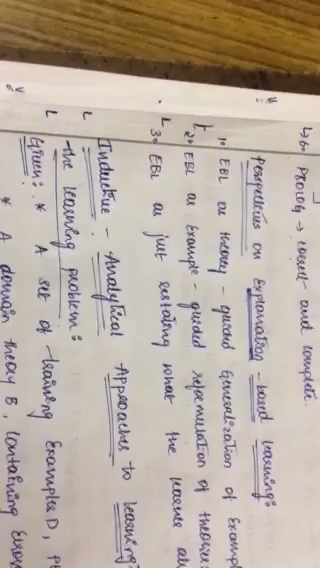 PROLOG → correct and complete.
Perspectives on Explanation-based learning:
1. EBL as theory - guided generalization of Exampl
2. EBL as Example - guided reformulation of theories
3. EBL as just restating what the learner al
Inductive - Analytical Approaches to learning:
the learning problem:
Given: * A set of training Examples D, p
* A domain theory B, containing